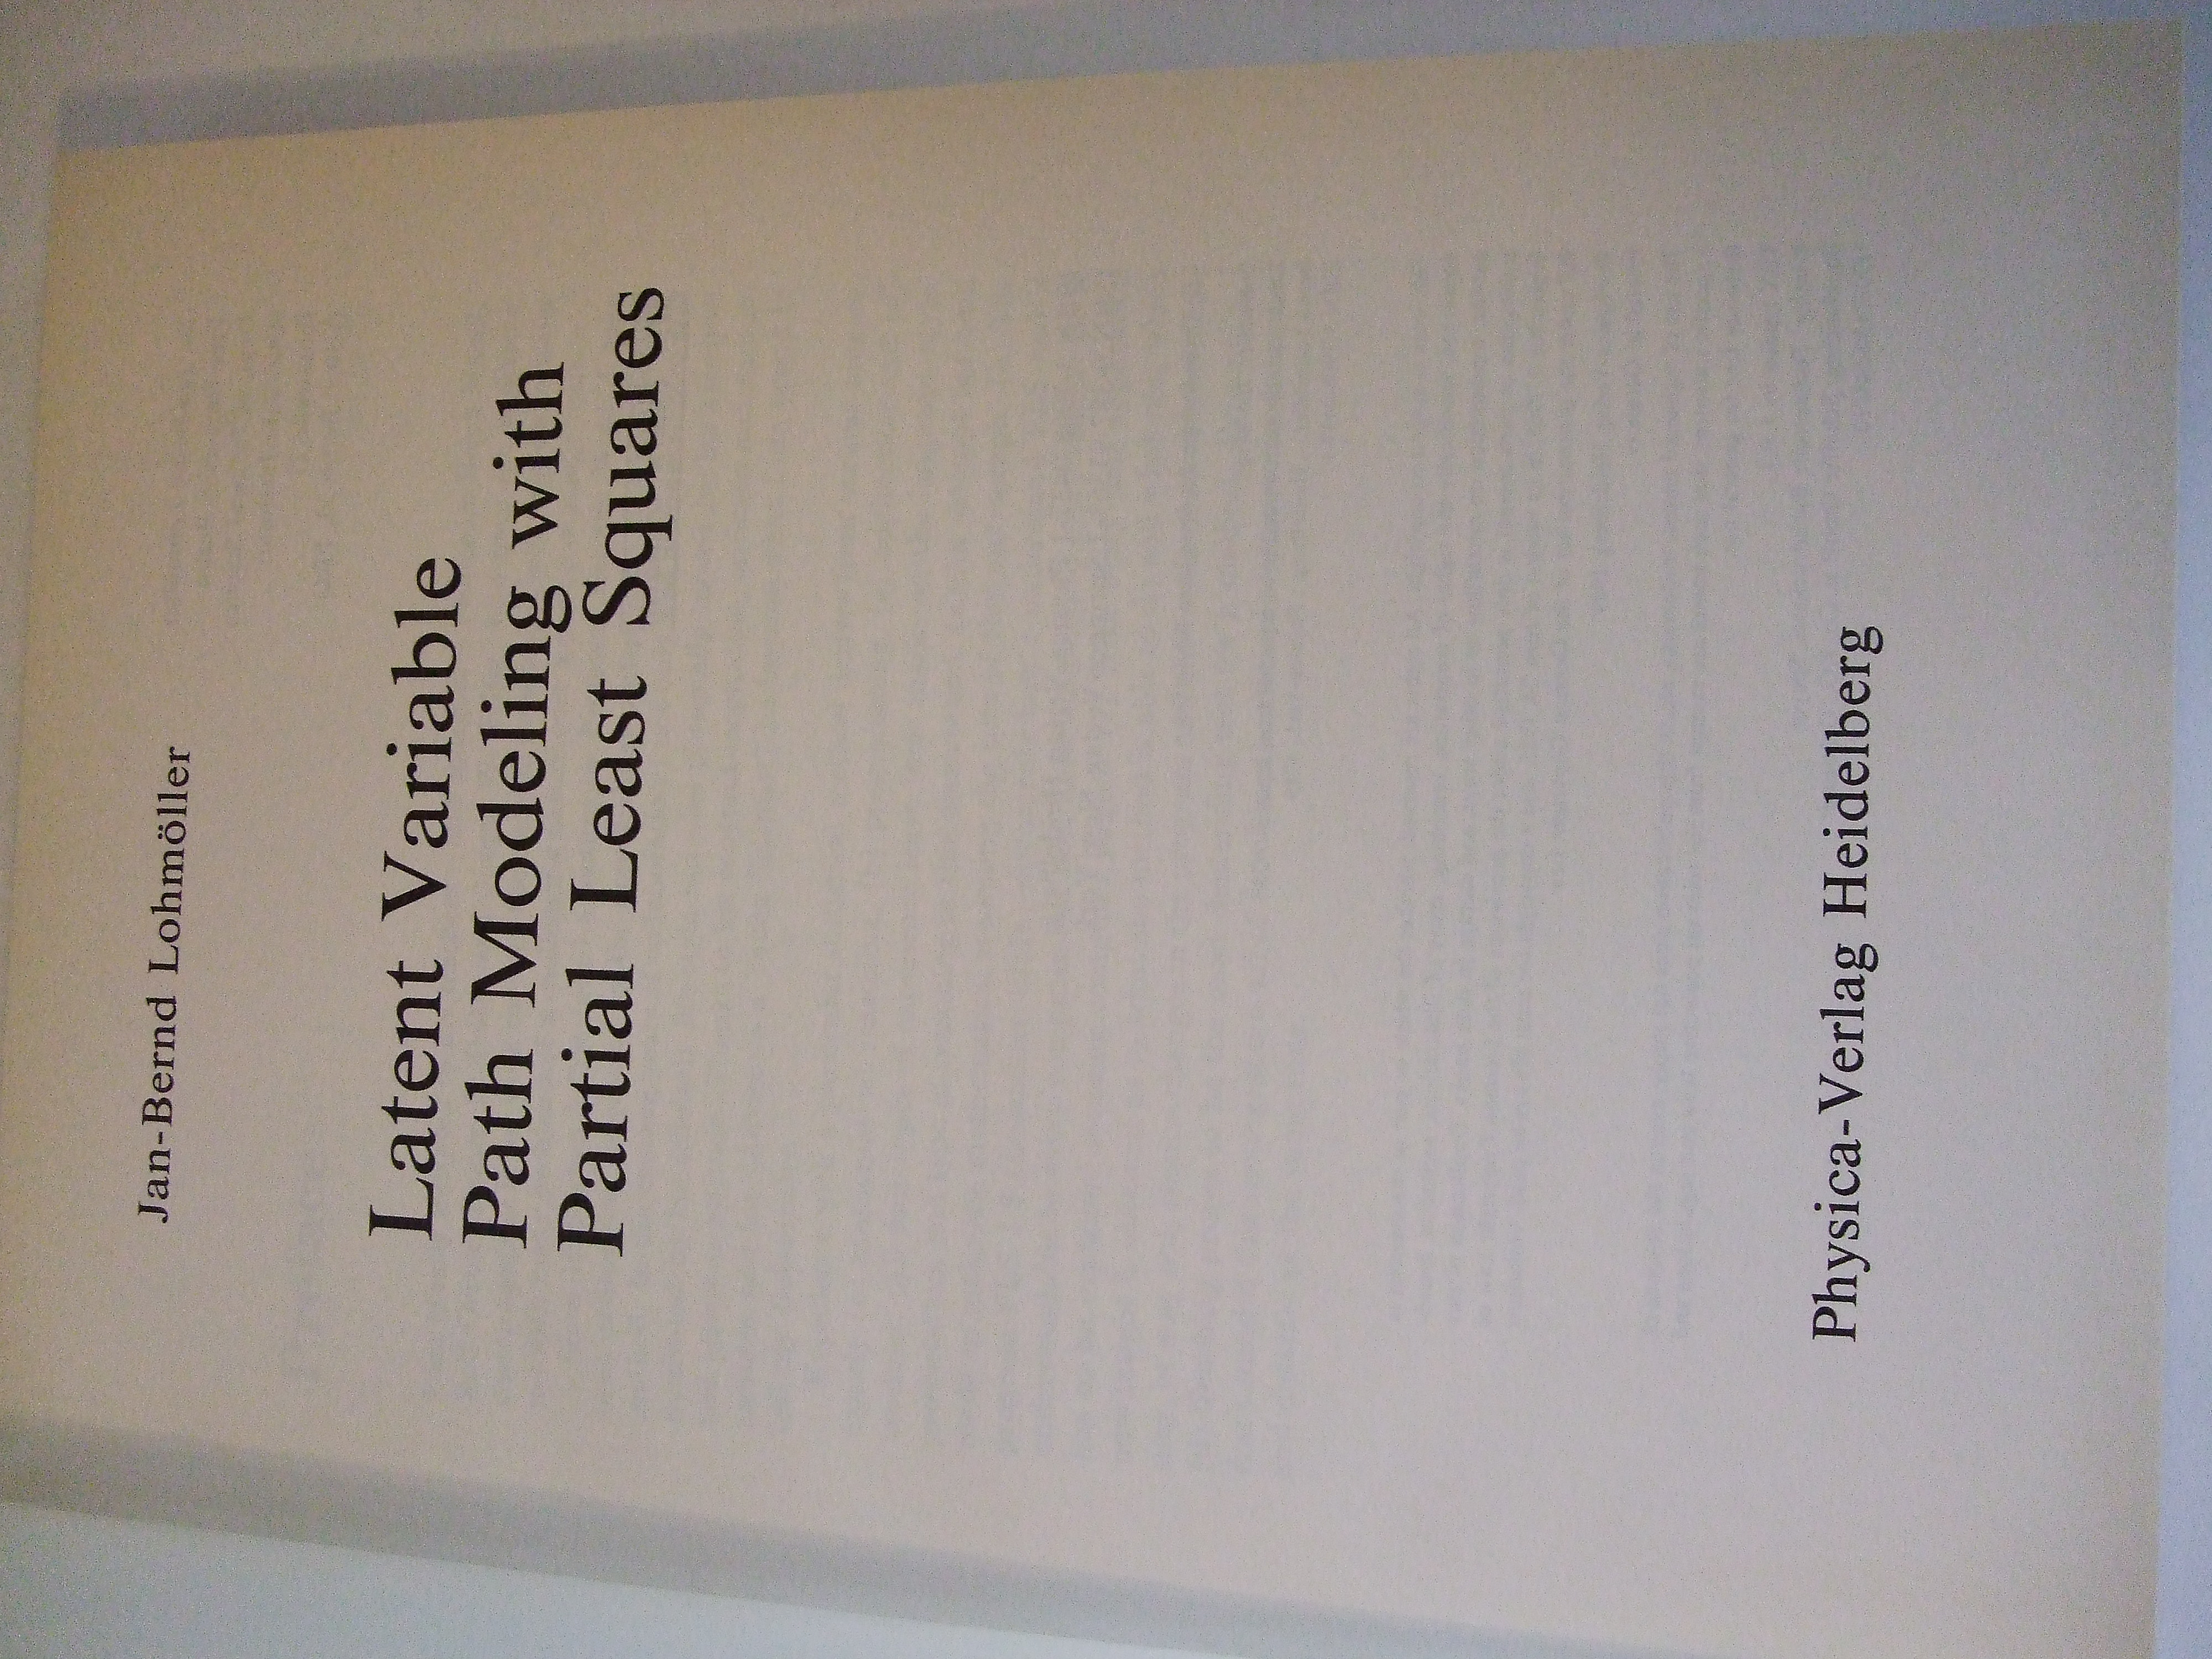 Jan-Bernd Lohmöller
Latent Variable
Path Modeling with
Partial Least Squares
Physica-Verlag Heidelberg